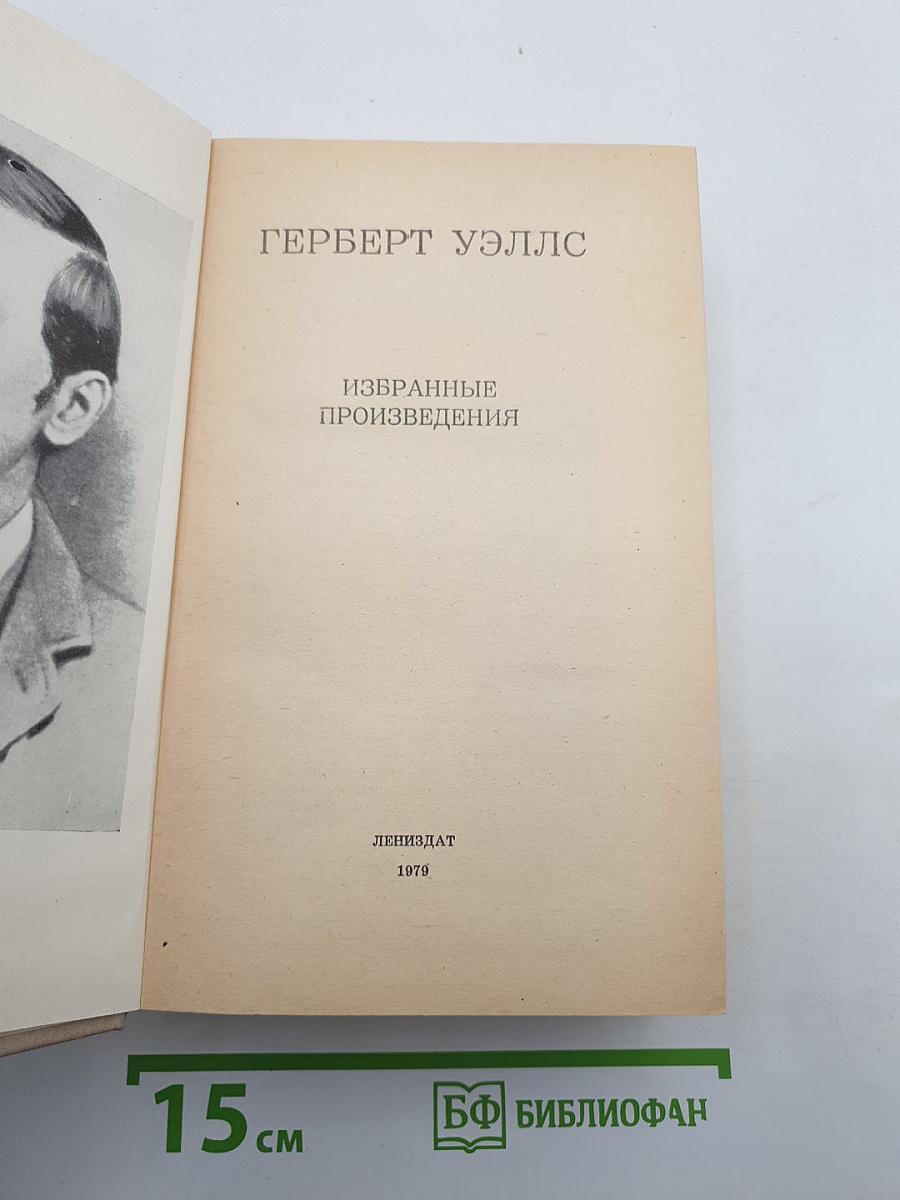 ГЕРБЕРТ УЭЛЛС
ИЗБРАННЫЕ
ПРОИЗВЕДЕНИЯ
ЛЕНИЗДАТ
1979
15 см
БФ БИБЛИОФАН